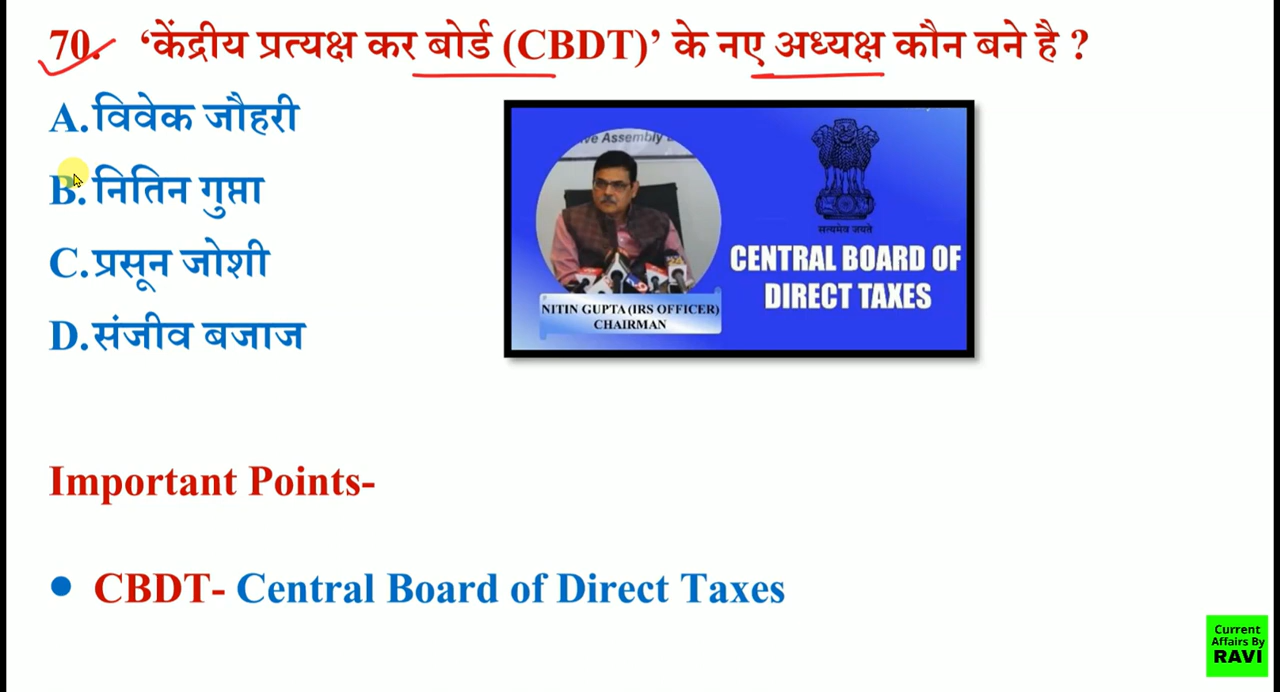 70. ‘केंद्रीय प्रत्यक्ष कर बोर्ड (CBDT)’ के नए अध्यक्ष कौन बने है ?
A.विवेक जौहरी
B.नितिन गुप्ता
C.प्रसून जोशी
D.संजीव बजाज
ve Assembly
सत्यमेव जयते
CENTRAL BOARD OF
DIRECT TAXES
NITIN GUPTA (IRS OFFICER)
CHAIRMAN
Important Points-
● CBDT- Central Board of Direct Taxes
Current
Affairs By
RAVI